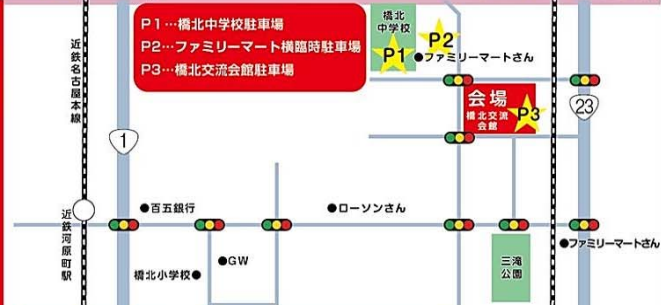 P1…橋北中学校駐車場
P2…ファミリーマート横臨時駐車場
P3…橋北交流会館駐車場
橋北
中学校
P1
P2
ファミリーマートさん
近鉄名古屋本線
1
会場
橋北交流
会館
P3
23
百五銀行
ローソンさん
近鉄河原町駅
橋北小学校
GW
三滝
公園
ファミリーマートさん